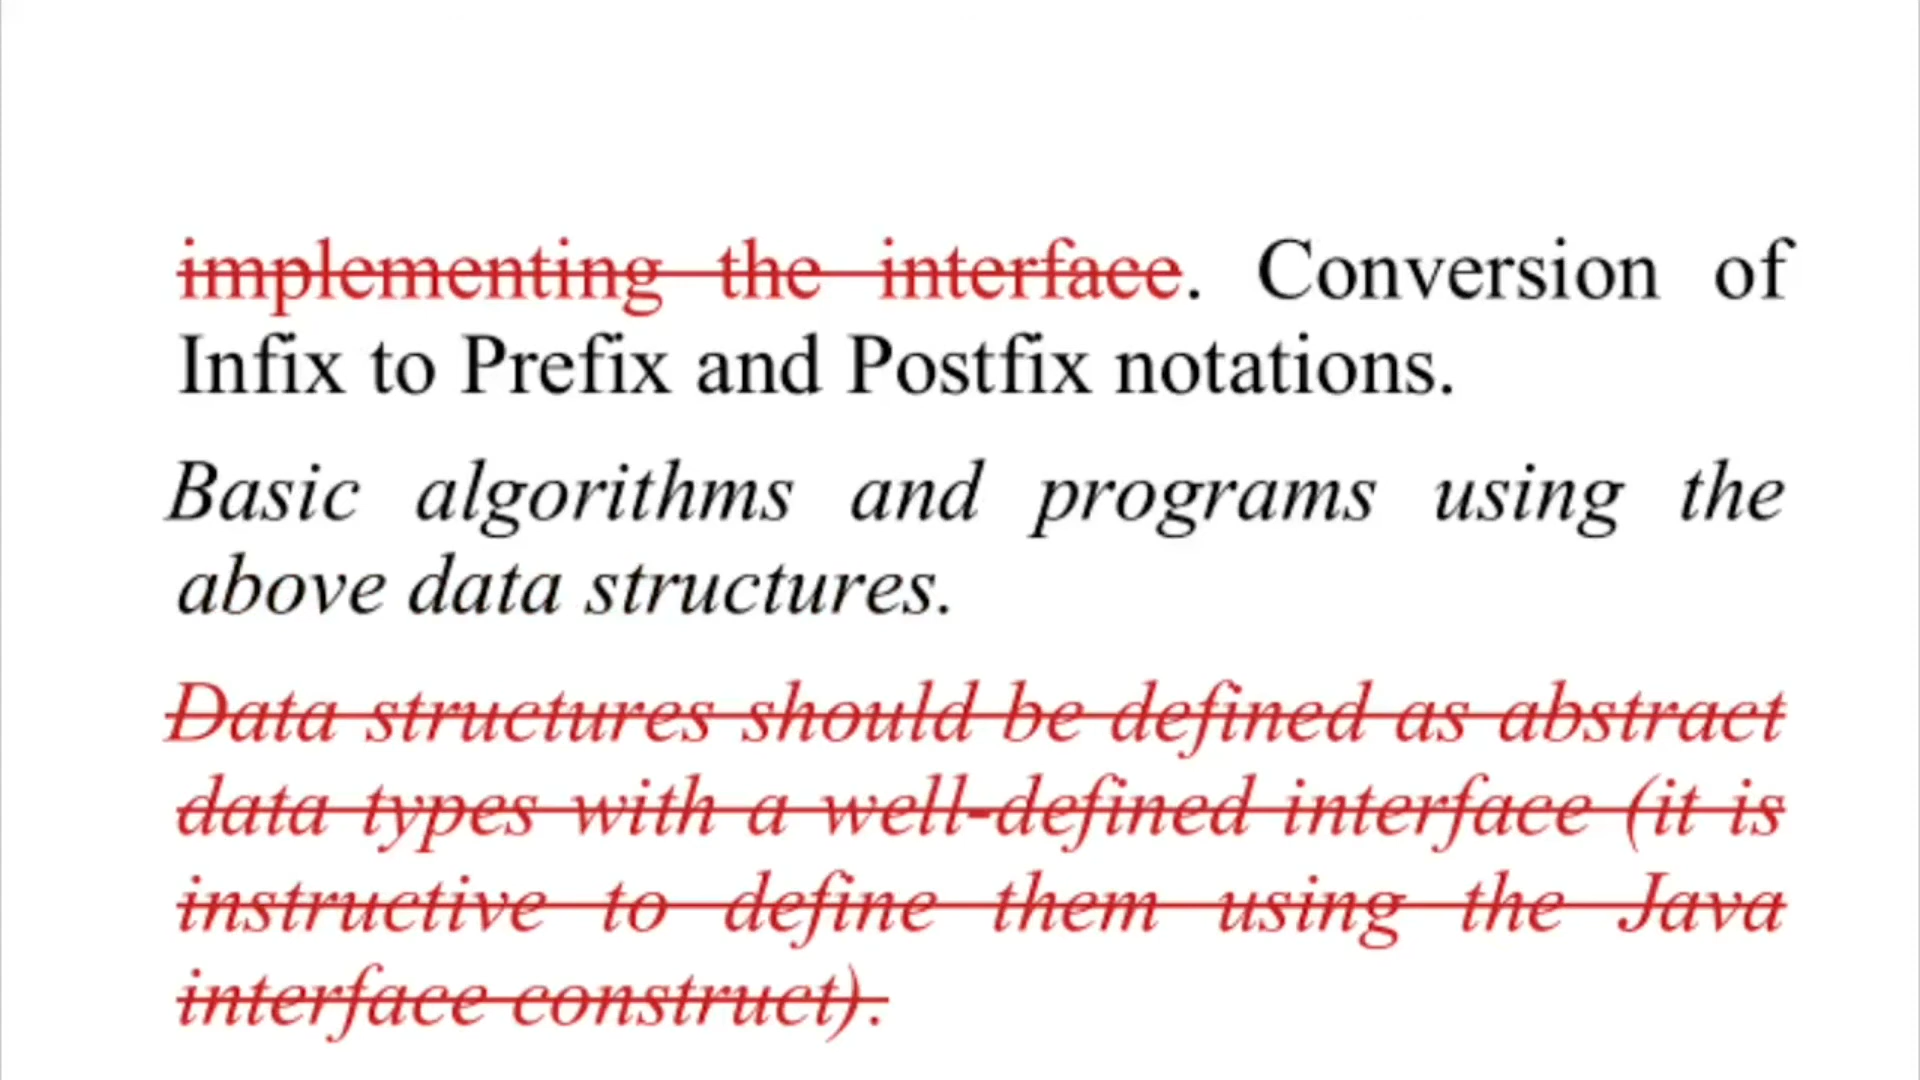 implementing the interface. Conversion of
Infix to Prefix and Postfix notations.
Basic algorithms and programs using the
above data structures.
Data structures should be defined as abstract
data types with a well-defined interface (it is
instructive to define them using the Java
interface construct).